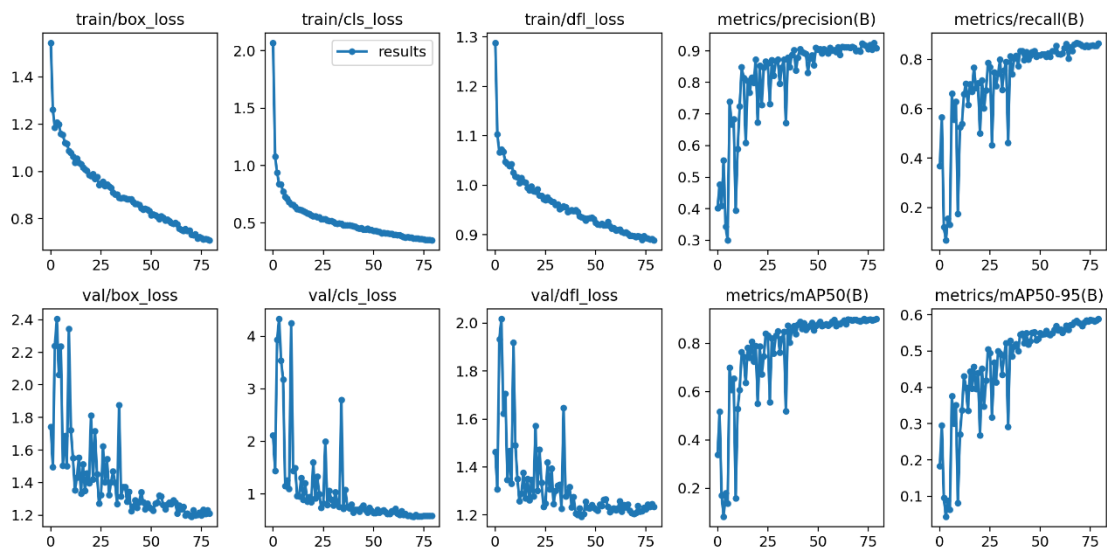 train/box_loss
train/cls_loss
train/dfl_loss
metrics/precision(B)
metrics/recall(B)
1.4
1.2
1.0
0.8
0 25 50 75
2.0
1.5
1.0
0.5
results
0 25 50 75
1.3
1.2
1.1
1.0
0.9
0 25 50 75
0.9
0.8
0.7
0.6
0.5
0.4
0.3
0 25 50 75
0.8
0.6
0.4
0.2
0 25 50 75
val/box_loss
val/cls_loss
val/dfl_loss
metrics/mAP50(B)
metrics/mAP50-95(B)
2.4
2.2
2.0
1.8
1.6
1.4
1.2
0 25 50 75
4
3
2
1
0 25 50 75
2.0
1.8
1.6
1.4
1.2
0 25 50 75
0.8
0.6
0.4
0.2
0 25 50 75
0.6
0.5
0.4
0.3
0.2
0.1
0 25 50 75